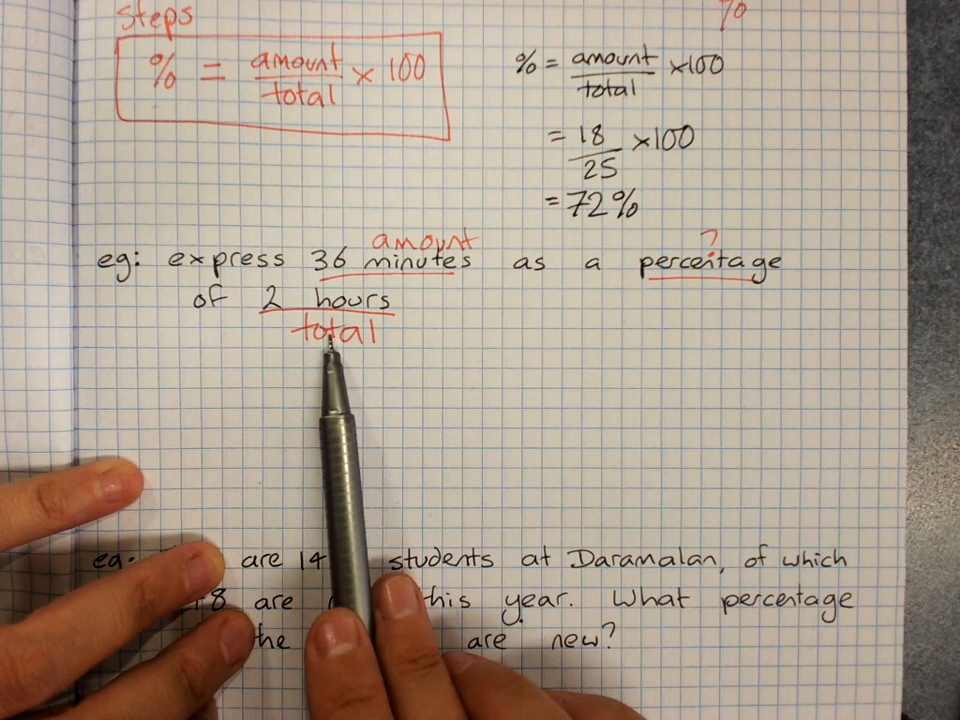 steps
%
% = amount / total × 100
% = amount / total × 100
= 18 / 25 × 100
= 72%
amount ?
eg: express 36 minutes as a percentage
of 2 hours
total
eg: are 14 students at Daramalan, of which
8 are this year. What percentage
the are new?